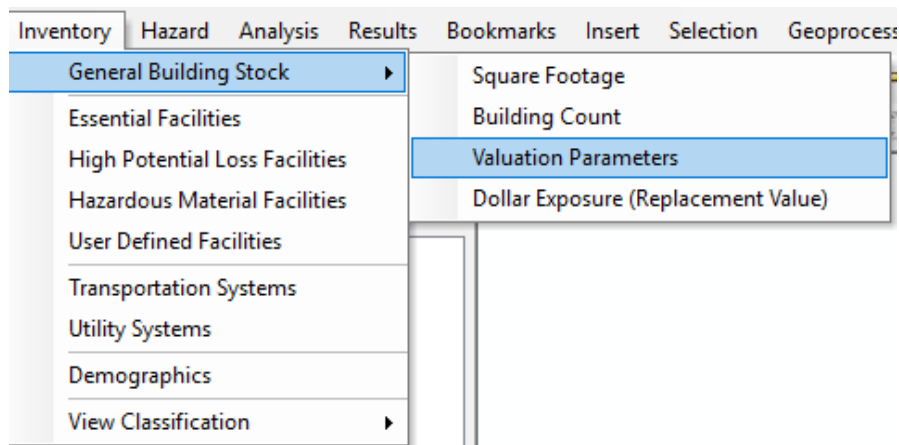 Inventory Hazard Analysis Results Bookmarks Insert Selection Geoprocess
General Building Stock
Essential Facilities
High Potential Loss Facilities
Hazardous Material Facilities
User Defined Facilities
Transportation Systems
Utility Systems
Demographics
View Classification
Square Footage
Building Count
Valuation Parameters
Dollar Exposure (Replacement Value)